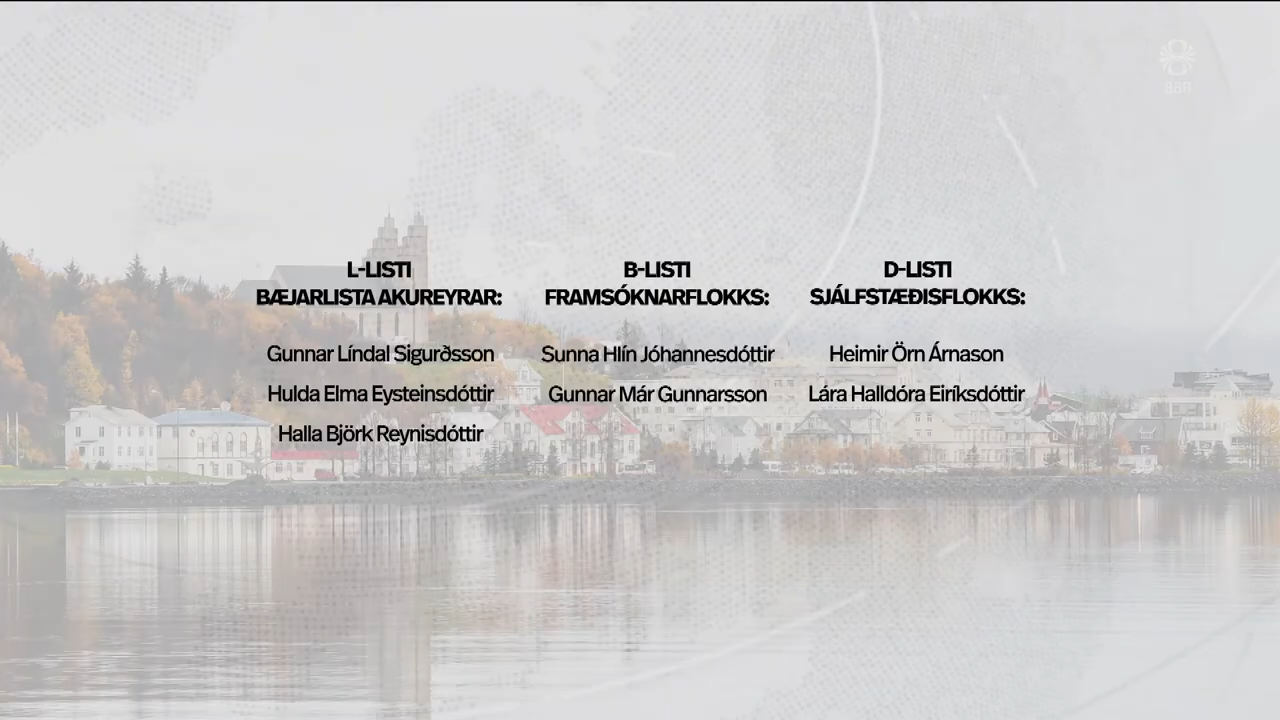 L-LISTI
BÆJARLISTA AKUREYRAR:
Gunnar Líndal Sigurðsson
Hulda Elma Eysteinsdóttir
Halla Björk Reynisdóttir
B-LISTI
FRAMSÓKNARFLOKKS:
Sunna Hlín Jóhannesdóttir
Gunnar Már Gunnarsson
D-LISTI
SJÁLFSTÆÐISFLOKKS:
Heimir Örn Árnason
Lára Halldóra Eiríksdóttir